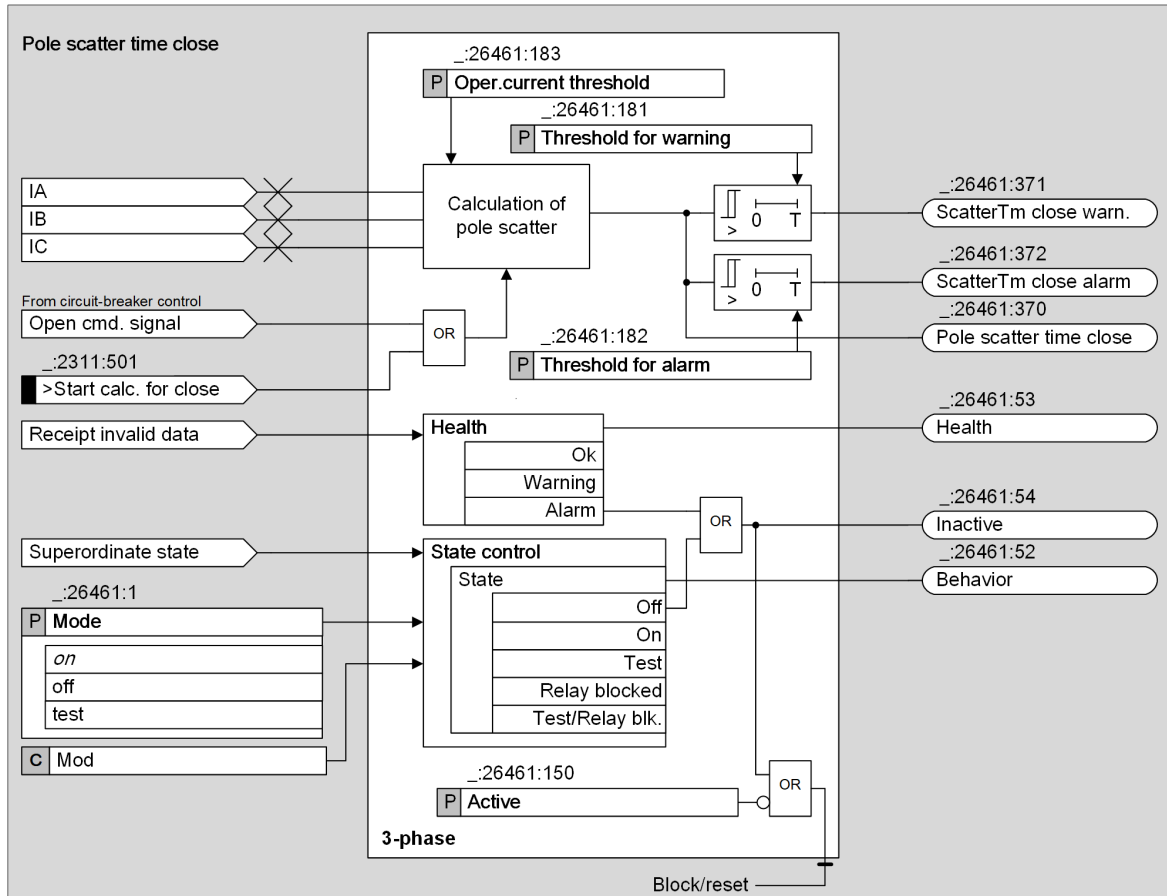 Pole scatter time close
_:26461:183
P Oper.current threshold
_:26461:181
P Threshold for warning
IA
IB
IC
Calculation of
pole scatter
> 0 T
_:26461:371
ScatterTm close warn.
> 0 T
_:26461:372
ScatterTm close alarm
_:26461:370
Pole scatter time close
From circuit-breaker control
Open cmd. signal
OR
_:2311:501
>Start calc. for close
_:26461:182
P Threshold for alarm
Receipt invalid data
Health
Ok
Warning
Alarm
_:26461:53
Health
OR
_:26461:54
Inactive
Superordinate state
State control
State
Off
On
Test
Relay blocked
Test/Relay blk.
_:26461:52
Behavior
_:26461:1
P Mode
on
off
test
C Mod
_:26461:150
P Active
OR
3-phase
Block/reset